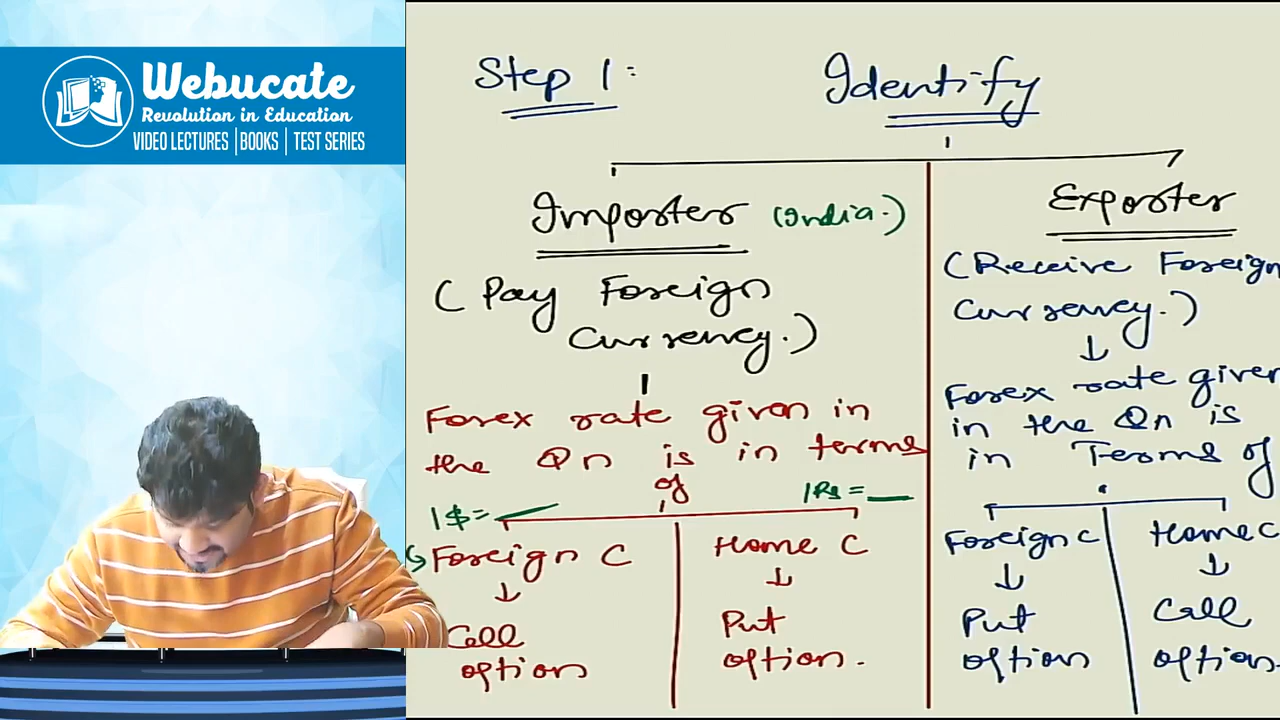 Webucate
Revolution in Education
VIDEO LECTURES | BOOKS | TEST SERIES
Step 1: Identify
Importer (India.)
(Pay Foreign
Currency.)
Forex rate given in
the Qn is in terms
of
1$= 1Rs =
Foreign C
↓
Call
option
Home C
↓
Put
option.
Exporter
(Receive Foreign
Currency.)
↓
Forex rate given
in the Qn is
in Terms of
Foreign C
↓
Put
option
Home C
↓
Call
option.